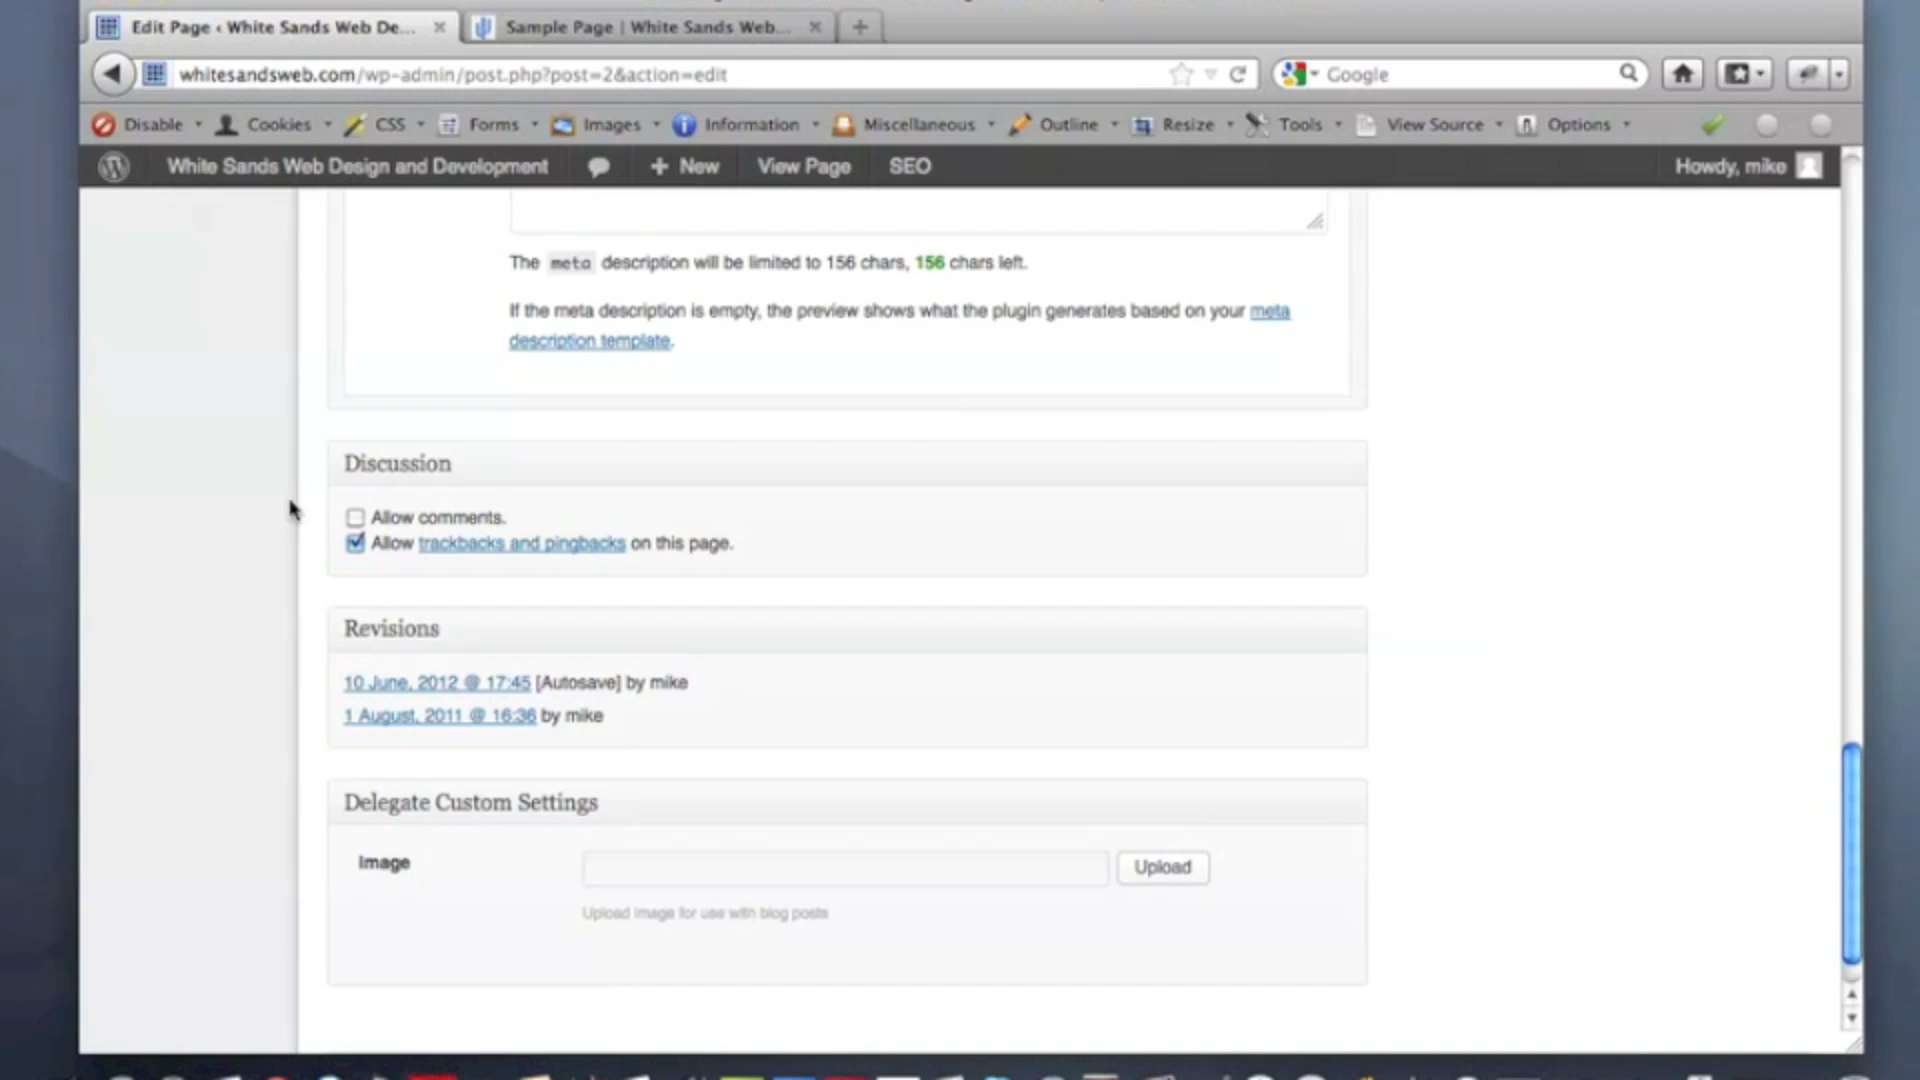 Edit Page ‹ White Sands Web De...
Sample Page | White Sands Web...
whitesandsweb.com/wp-admin/post.php?post=2&action=edit
Google
Disable Cookies CSS Forms Images Information Miscellaneous Outline Resize Tools View Source Options
White Sands Web Design and Development + New View Page SEO Howdy, mike
The meta description will be limited to 156 chars, 156 chars left.
If the meta description is empty, the preview shows what the plugin generates based on your meta
description template.
Discussion
Allow comments.
Allow trackbacks and pingbacks on this page.
Revisions
10 June, 2012 @ 17:45 [Autosave] by mike
1 August, 2011 @ 16:36 by mike
Delegate Custom Settings
Image
Upload
Upload image for use with blog posts